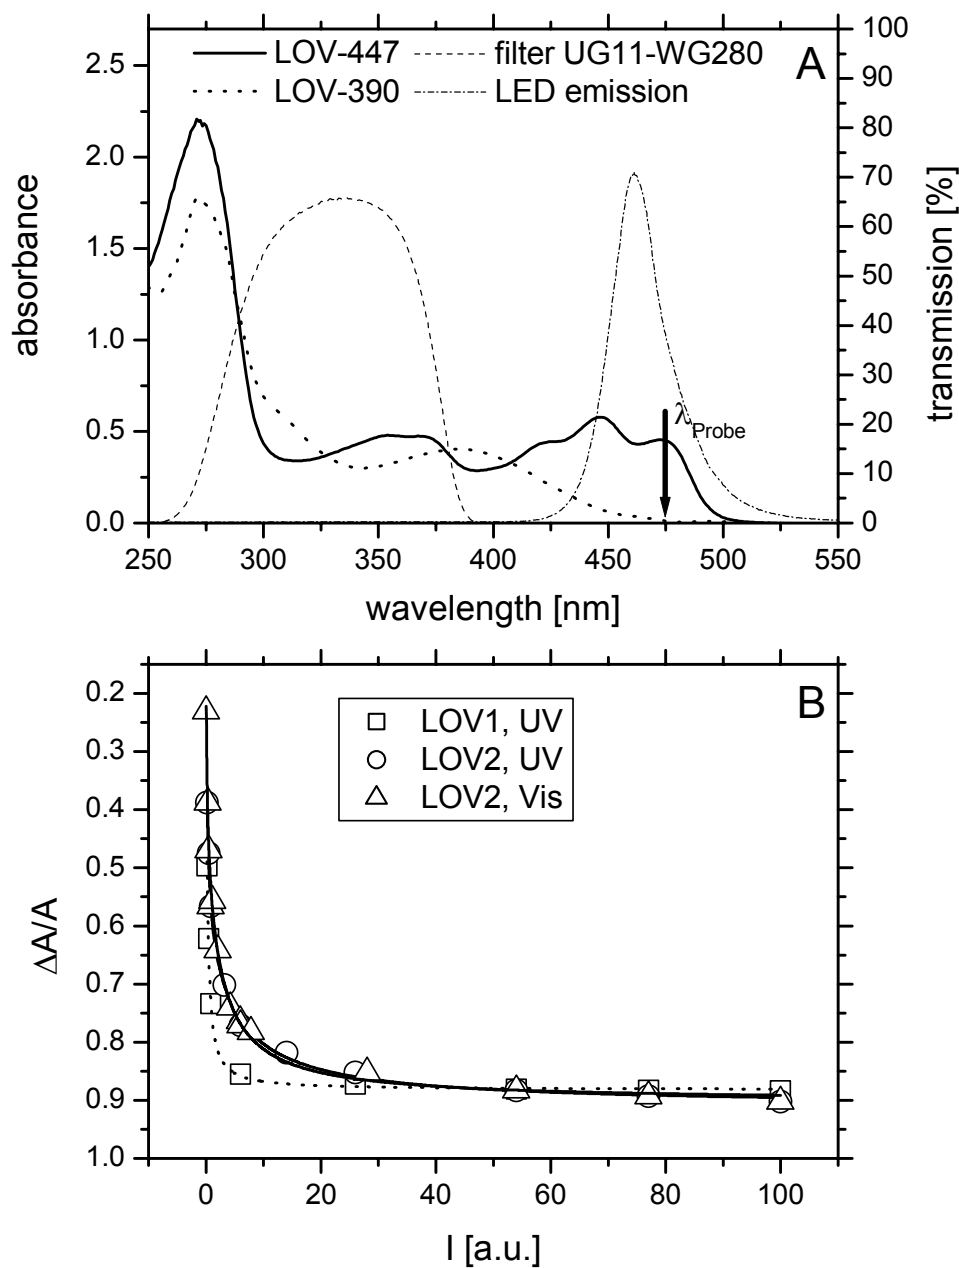 LOV-447 filter UG11-WG280 A
LOV-390 LED emission
absorbance
2.5
2.0
1.5
1.0
0.5
0.0
100
90
80
70
60
50
40
30
20
10
0
transmission [%]
λProbe
250 300 350 400 450 500 550
wavelength [nm]
B
LOV1, UV
LOV2, UV
LOV2, Vis
ΔA/A
0.2
0.3
0.4
0.5
0.6
0.7
0.8
0.9
1.0
0 20 40 60 80 100
I [a.u.]